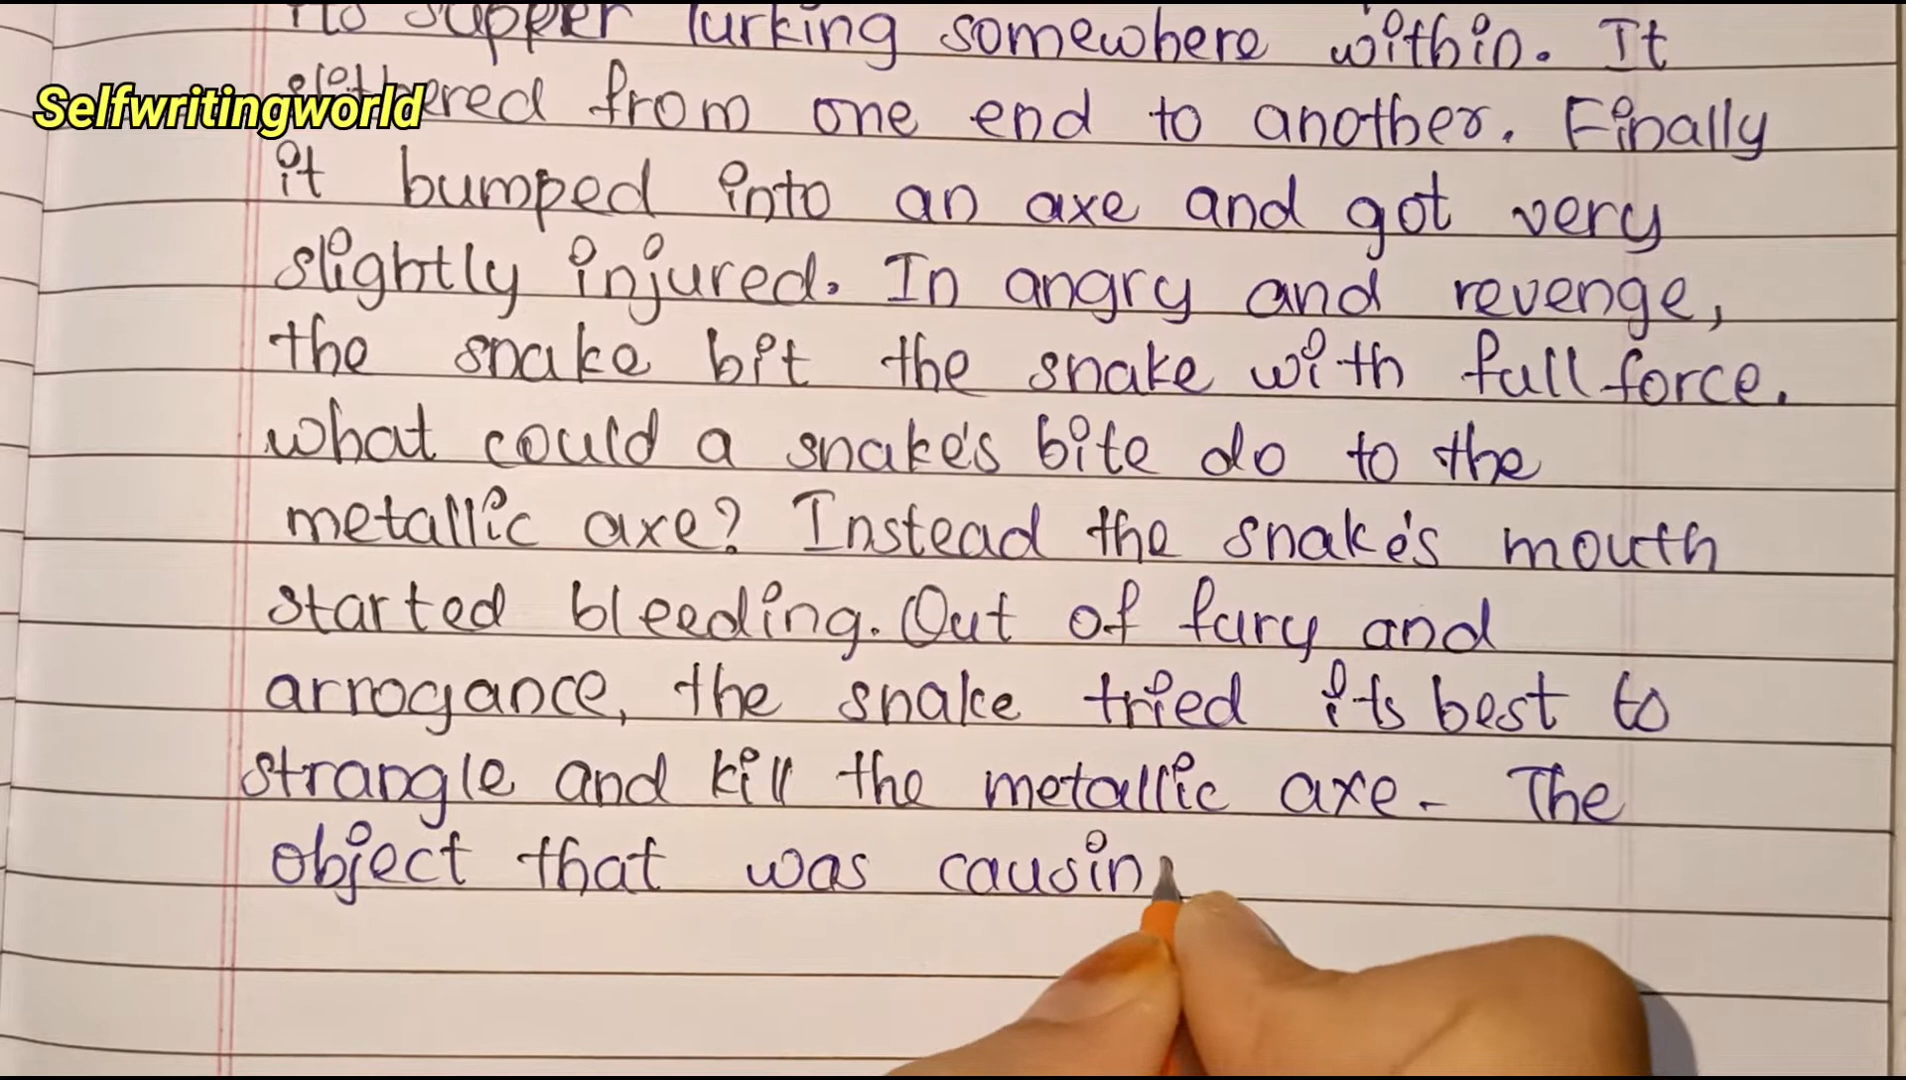 its supper lurking somewhere within. It
Selfwritingworld
slithered from one end to another. Finally
it bumped into an axe and got very
slightly injured. In angry and revenge,
the snake bit the snake with full force.
what could a snake's bite do to the
metallic axe? Instead the snake's mouth
started bleeding. Out of fury and
arrogance, the snake tried its best to
strangle and kill the metallic axe. The
object that was causin